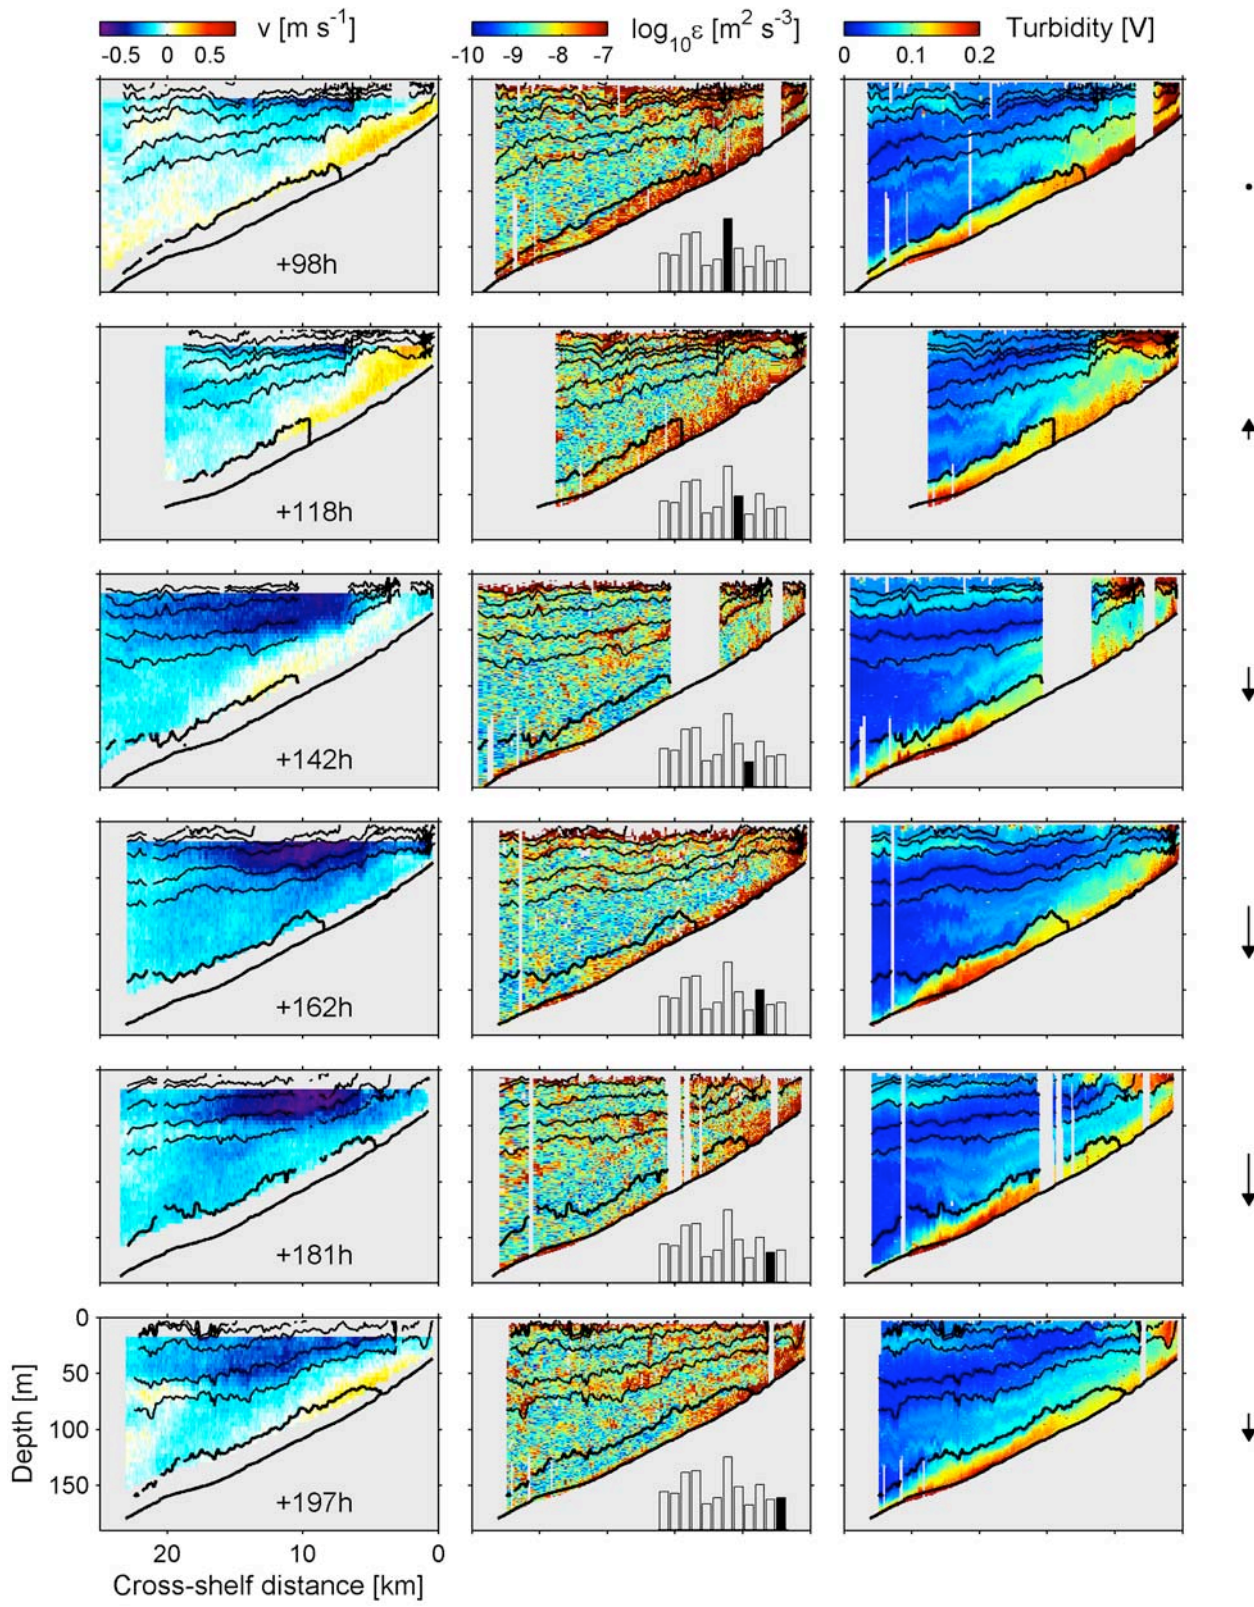 v [m s⁻¹]
-0.5 0 0.5
log₁₀ε [m² s⁻³]
-10 -9 -8 -7
Turbidity [V]
0 0.1 0.2
+98h
+118h
+142h
+162h
+181h
+197h
0
50
100
150
Depth [m]
20 10 0
Cross-shelf distance [km]